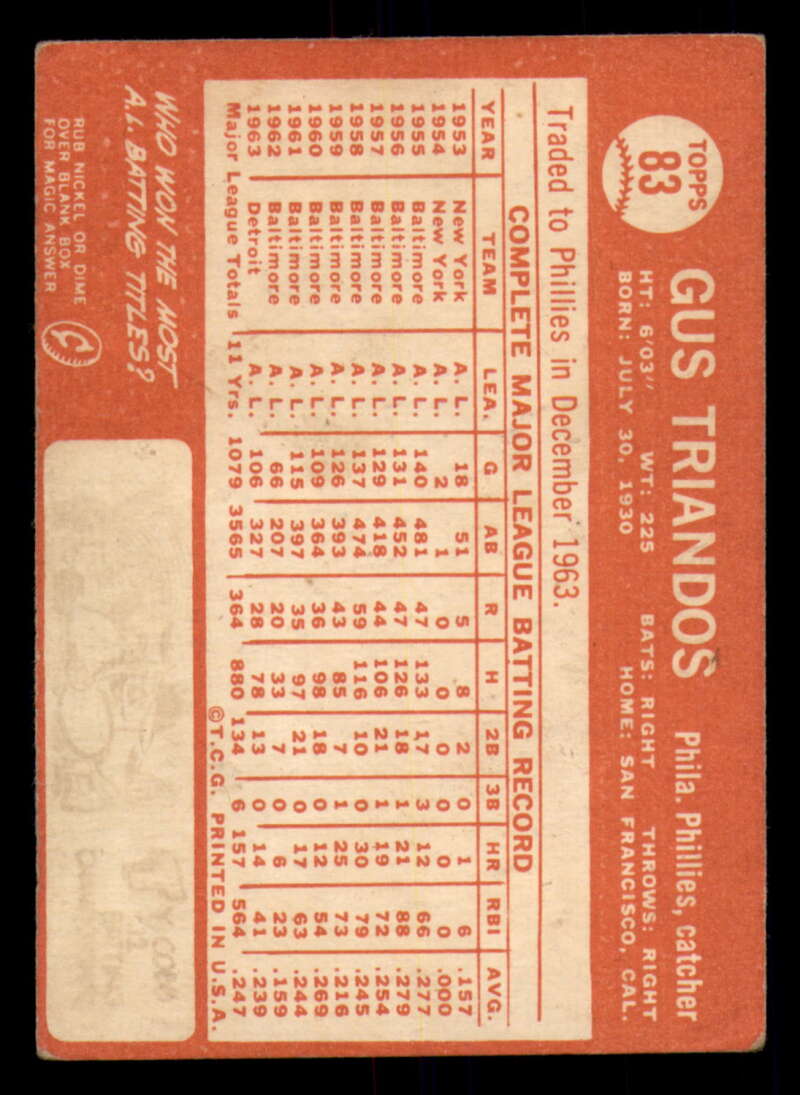 TOPPS
83
GUS TRIANDOS Phila. Phillies, catcher
HT: 6'03" WT: 225 BATS: RIGHT THROWS: RIGHT
BORN: JULY 30, 1930 HOME: SAN FRANCISCO, CAL.
Traded to Phillies in December 1963.
COMPLETE MAJOR LEAGUE BATTING RECORD
YEAR TEAM LEA. G AB R H 2B 3B HR RBI AVG.
1953 New York A. L. 18 51 5 8 2 0 1 6 .157
1954 New York A. L. 2 1 0 0 0 0 0 0 .000
1955 Baltimore A. L. 140 481 47 133 17 3 12 66 .277
1956 Baltimore A. L. 131 452 47 126 18 1 21 88 .279
1957 Baltimore A. L. 129 418 44 106 21 1 19 72 .254
1958 Baltimore A. L. 137 474 59 116 10 0 30 79 .245
1959 Baltimore A. L. 126 393 43 85 7 1 25 73 .216
1960 Baltimore A. L. 109 364 36 98 18 0 12 54 .269
1961 Baltimore A. L. 115 397 35 97 21 0 17 63 .244
1962 Baltimore A. L. 66 207 20 33 7 0 6 23 .159
1963 Detroit A. L. 106 327 28 78 13 0 14 41 .239
Major League Totals 11 Yrs. 1079 3565 364 880 134 6 157 564 .247
©T.C.G. PRINTED IN U.S.A.
WHO WON THE MOST
A.L. BATTING TITLES?
RUB NICKEL OR DIME
OVER BLANK BOX
FOR MAGIC ANSWER
TY COBB
12